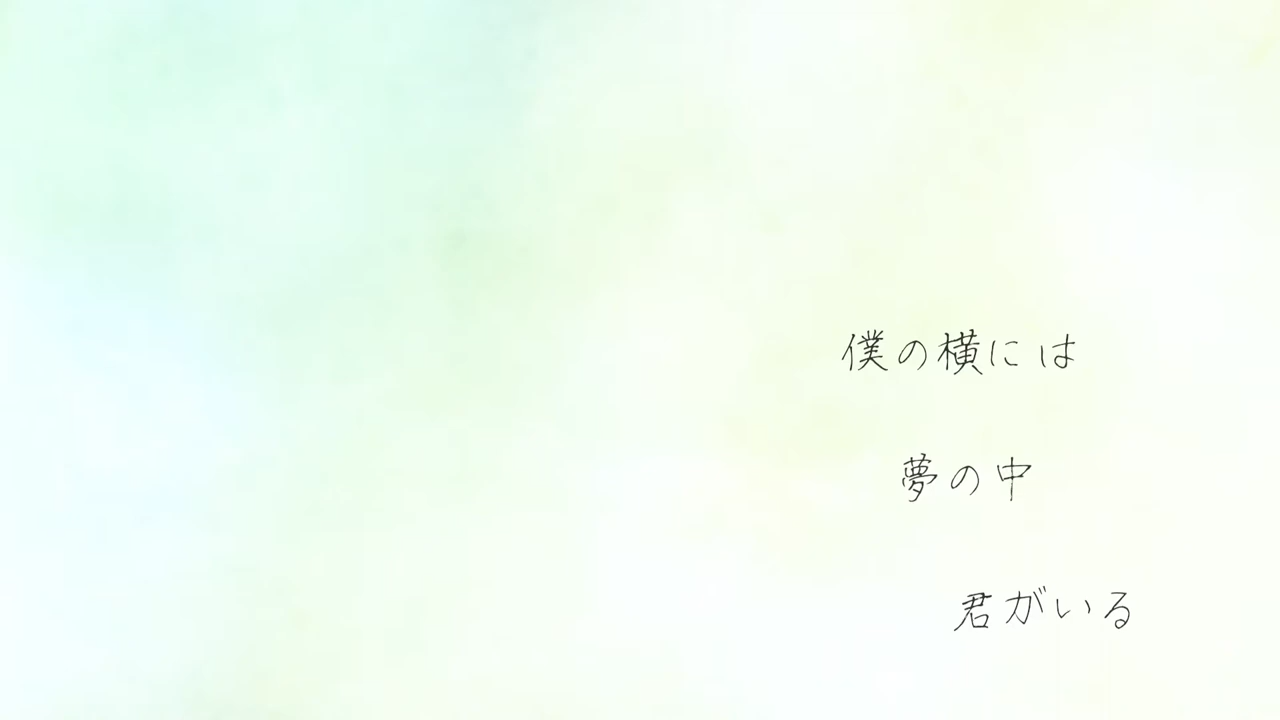 僕の横には
夢の中
君がいる